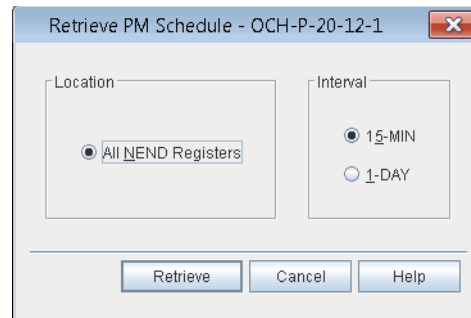 Retrieve PM Schedule - OCH-P-20-12-1
Location
Interval
All NEND Registers
15-MIN
1-DAY
Retrieve
Cancel
Help